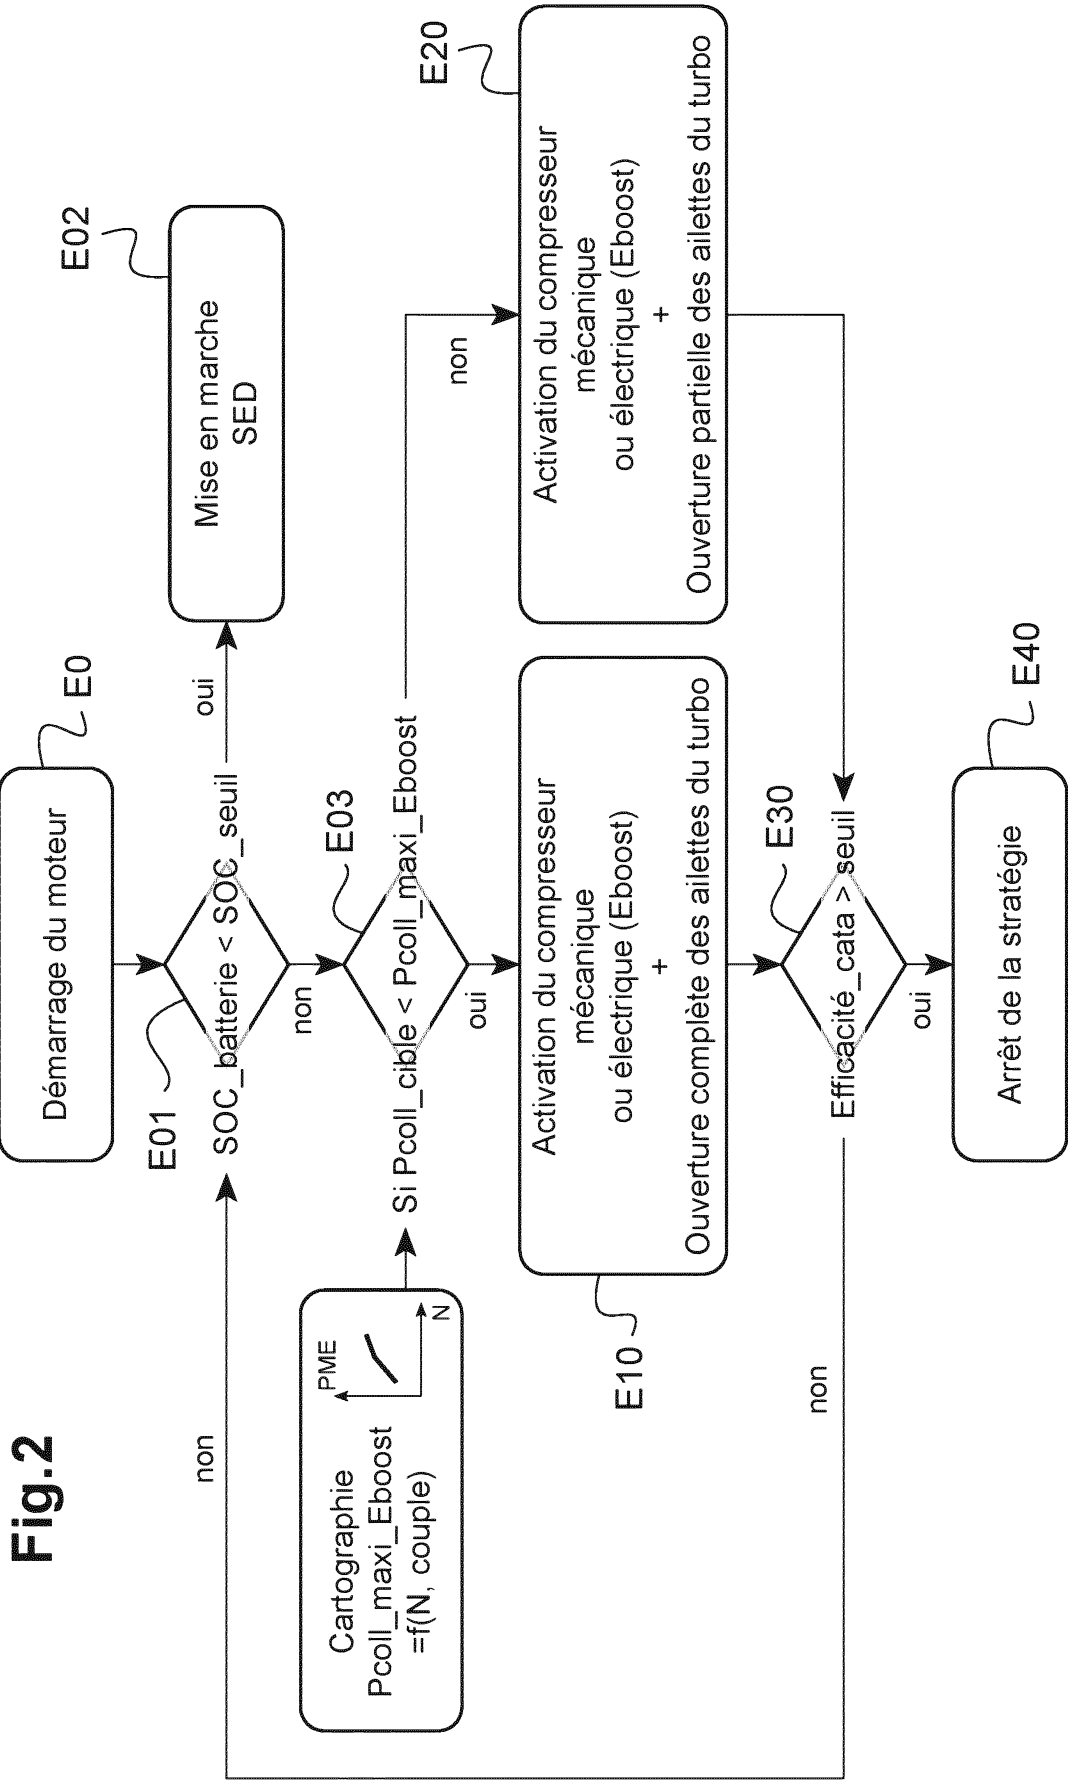 Fig.2
Démarrage du moteur
E0
E01
SOC_batterie < SOC_seuil
oui
Mise en marche
SED
E02
non
non
Cartographie
Pcoll_maxi_Eboost
=f(N, couple)
PME
N
Si Pcoll_cible < Pcoll_maxi_Eboost
E03
oui
non
E10
Activation du compresseur
mécanique
ou électrique (Eboost)
+
Ouverture complète des ailettes du turbo
E20
Activation du compresseur
mécanique
ou électrique (Eboost)
+
Ouverture partielle des ailettes du turbo
E30
Efficacité_cata > seuil
non
oui
Arrêt de la stratégie
E40